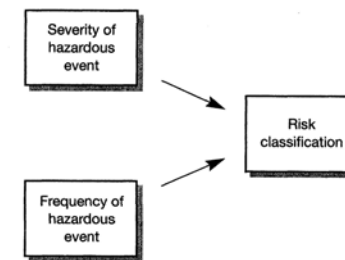 Severity of
hazardous
event
Risk
classification
Frequency of
hazardous
event